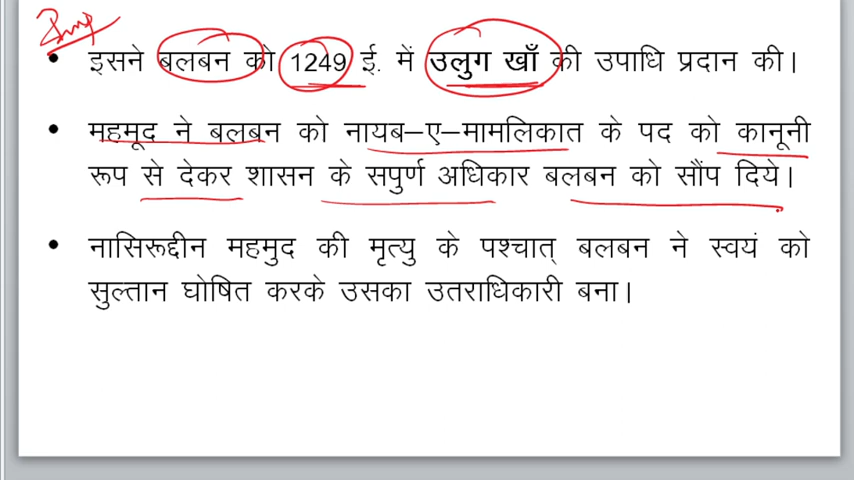 Imp
• इसने बलबन को 1249 ई. में उलुग खाँ की उपाधि प्रदान की।
• महमूद ने बलबन को नायब–ए–मामलिकात के पद को कानूनी
रूप से देकर शासन के सपुर्ण अधिकार बलबन को सौंप दिये।
• नासिरूद्दीन महमुद की मृत्यु के पश्चात् बलबन ने स्वयं को
सुल्तान घोषित करके उसका उतराधिकारी बना।